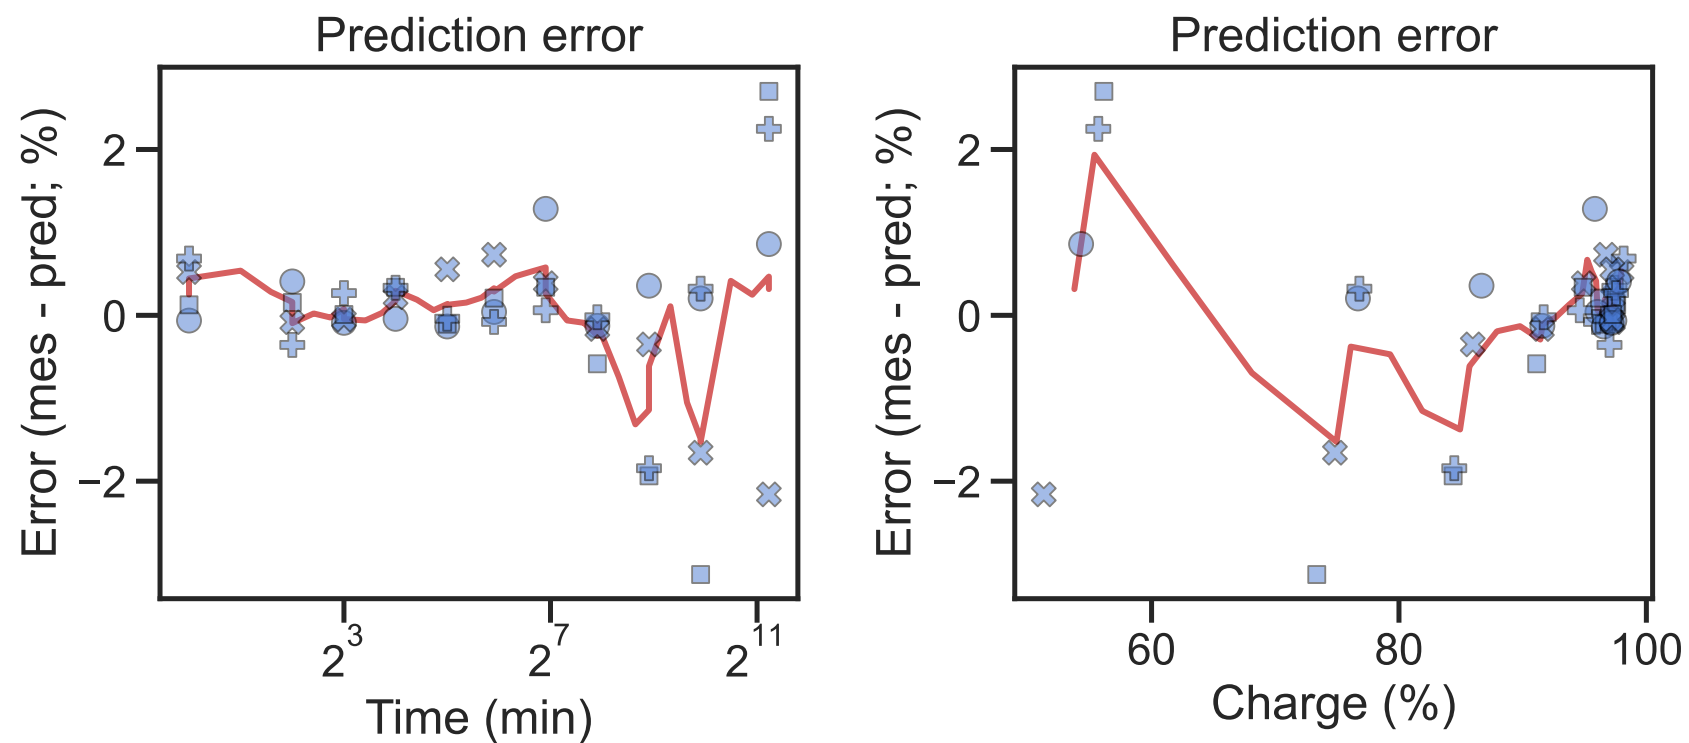 Prediction error
Error (mes - pred; %)
2
0
−2
2^3
2^7
2^11
Time (min)
Prediction error
Error (mes - pred; %)
2
0
−2
60
80
100
Charge (%)